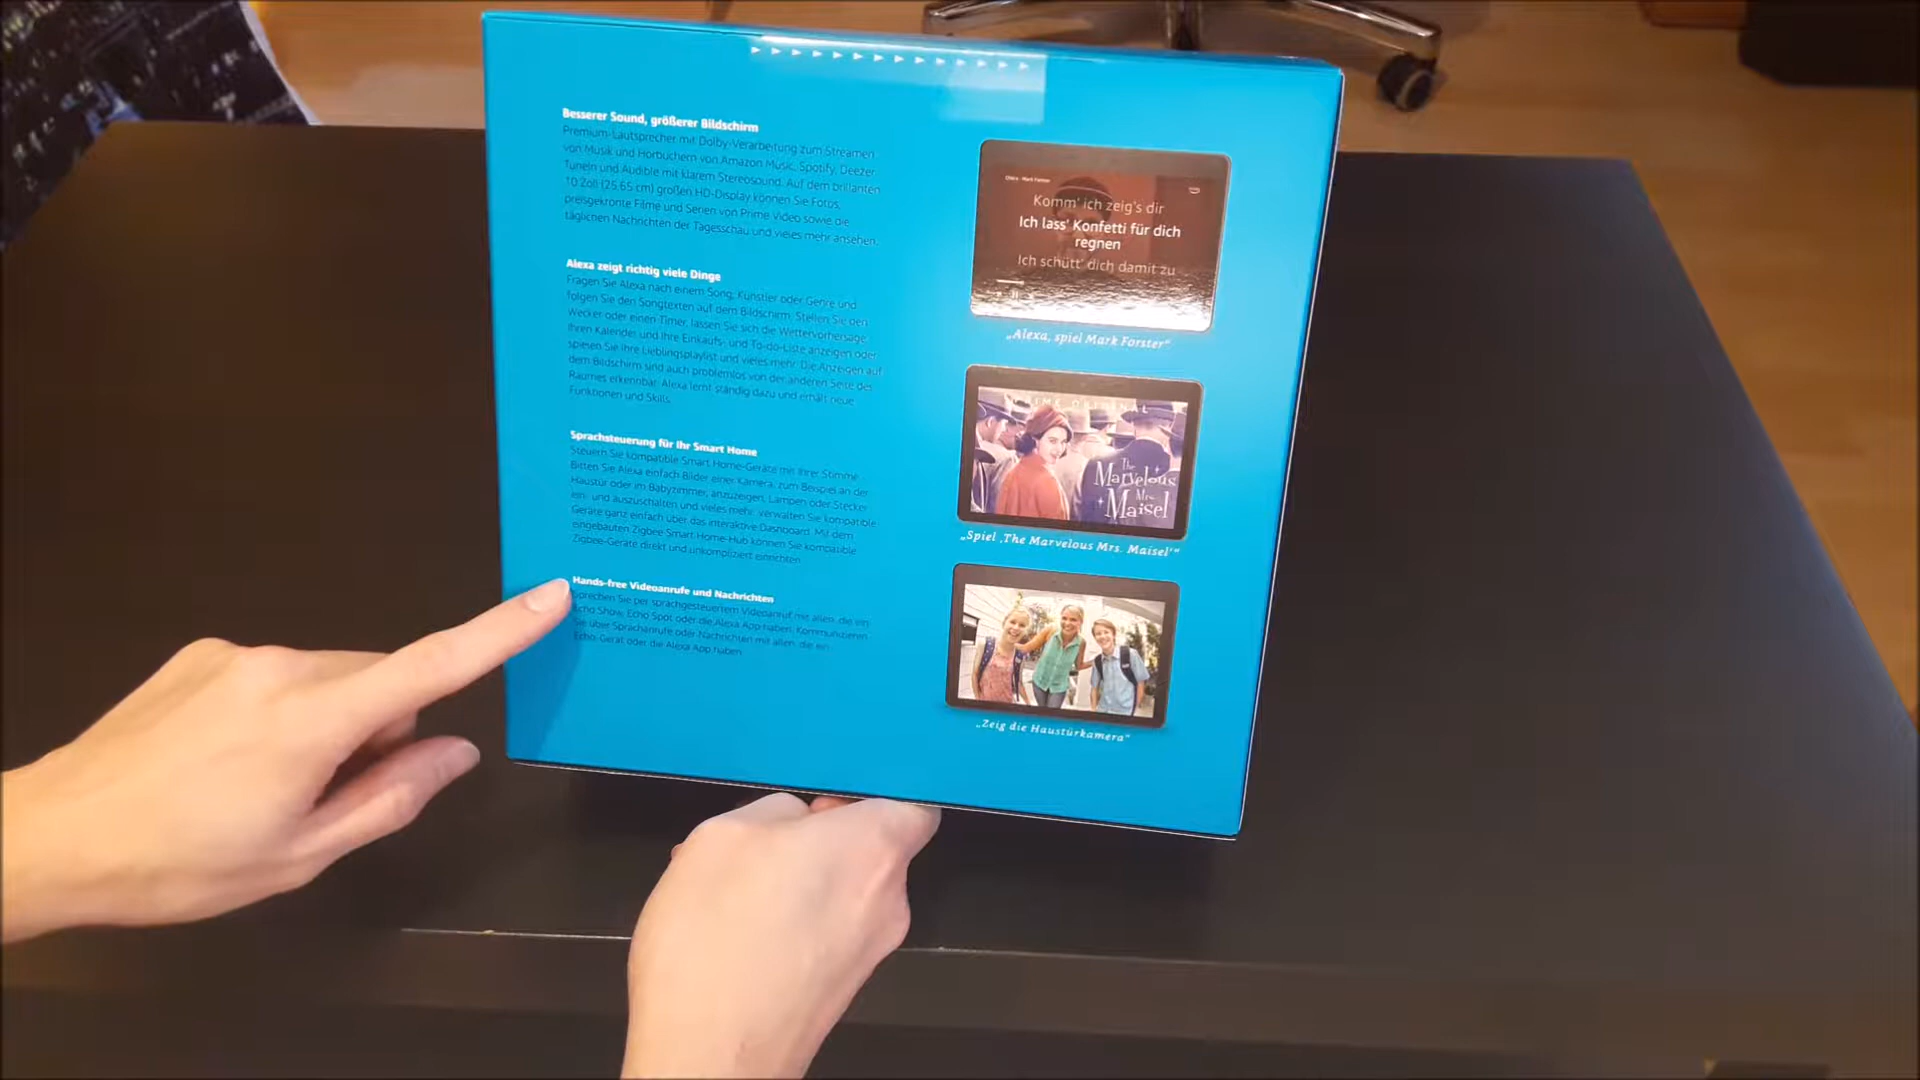 Besserer Sound, größerer Bildschirm
Premium-Lautsprecher mit Dolby-Verarbeitung zum Streamen
von Musik und Hörbüchern von Amazon Music, Spotify, Deezer,
TuneIn und Audible mit klarem Stereosound. Auf dem brillanten
10 Zoll (25,65 cm) großen HD-Display können Sie Fotos,
preisgekrönte Filme und Serien von Prime Video sowie die
täglichen Nachrichten der Tagesschau und vieles mehr ansehen.
Alexa zeigt richtig viele Dinge
Fragen Sie Alexa nach einem Song, Künstler oder Genre und
folgen Sie den Songtexten auf dem Bildschirm. Stellen Sie den
Wecker oder einen Timer, lassen Sie sich die Wettervorhersage,
Ihren Kalender und Ihre Einkaufs- und To-do-Liste anzeigen oder
spielen Sie Ihre Lieblingsplaylist und vieles mehr. Die Anzeigen auf
dem Bildschirm sind auch problemlos von der anderen Seite des
Raumes erkennbar. Alexa lernt ständig dazu und erhält neue
Funktionen und Skills.
Sprachsteuerung für Ihr Smart Home
Steuern Sie kompatible Smart Home-Geräte mit Ihrer Stimme.
Bitten Sie Alexa einfach Bilder einer Kamera, zum Beispiel an der
Haustür oder im Babyzimmer, anzuzeigen, Lampen oder Stecker
ein- und auszuschalten und vieles mehr. Verwalten Sie kompatible
Geräte ganz einfach über das interaktive Dashboard. Mit dem
eingebauten Zigbee-Smart Home-Hub können Sie kompatible
Zigbee-Geräte direkt und unkompliziert einrichten.
Hands-free Videoanrufe und Nachrichten
Sprechen Sie per sprachgesteuertem Videoanruf mit allen, die ein
Echo Show, Echo Spot oder die Alexa App haben. Kommunizieren
Sie über Sprachanrufe oder Nachrichten mit allen, die ein
Echo-Gerät oder die Alexa App haben.
Chöre · Mark Forster
Komm' ich zeig's dir
Ich lass' Konfetti für dich
regnen
Ich schütt' dich damit zu
„Alexa, spiel Mark Forster“
PRIME ORIGINAL
The
Marvelous
Mrs.
Maisel
„Spiel ‚The Marvelous Mrs. Maisel‘“
„Zeig die Haustürkamera“